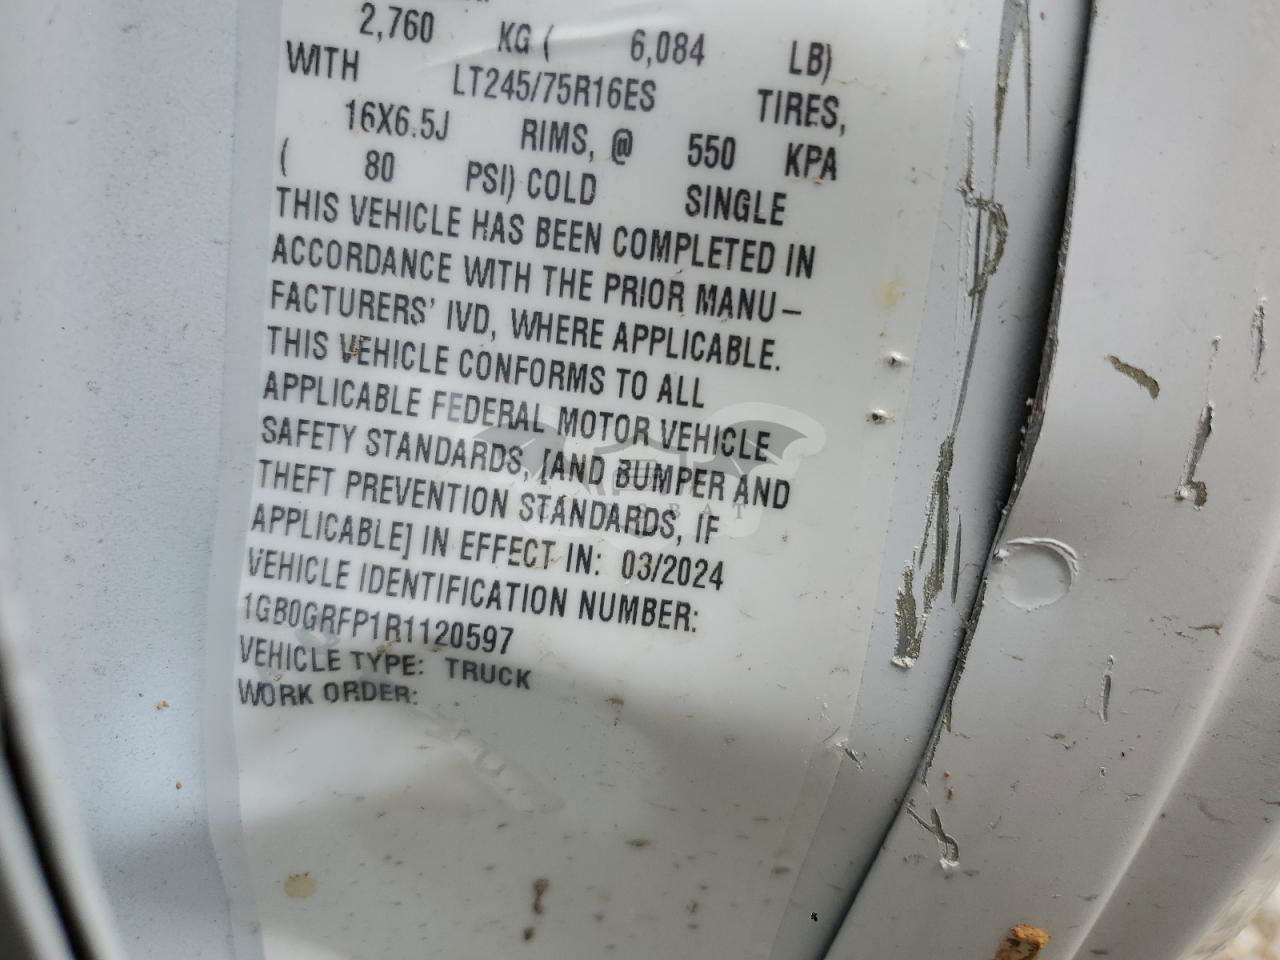 2,760 KG ( 6,084 LB)
WITH LT245/75R16ES TIRES,
16X6.5J RIMS, @ 550 KPA
( 80 PSI) COLD SINGLE
THIS VEHICLE HAS BEEN COMPLETED IN
ACCORDANCE WITH THE PRIOR MANU–
FACTURERS' IVD, WHERE APPLICABLE.
THIS VEHICLE CONFORMS TO ALL
APPLICABLE FEDERAL MOTOR VEHICLE
SAFETY STANDARDS, [AND BUMPER AND
THEFT PREVENTION STANDARDS, IF
APPLICABLE] IN EFFECT IN: 03/2024
VEHICLE IDENTIFICATION NUMBER:
1GB0GRFP1R1120597
VEHICLE TYPE: TRUCK
WORK ORDER: